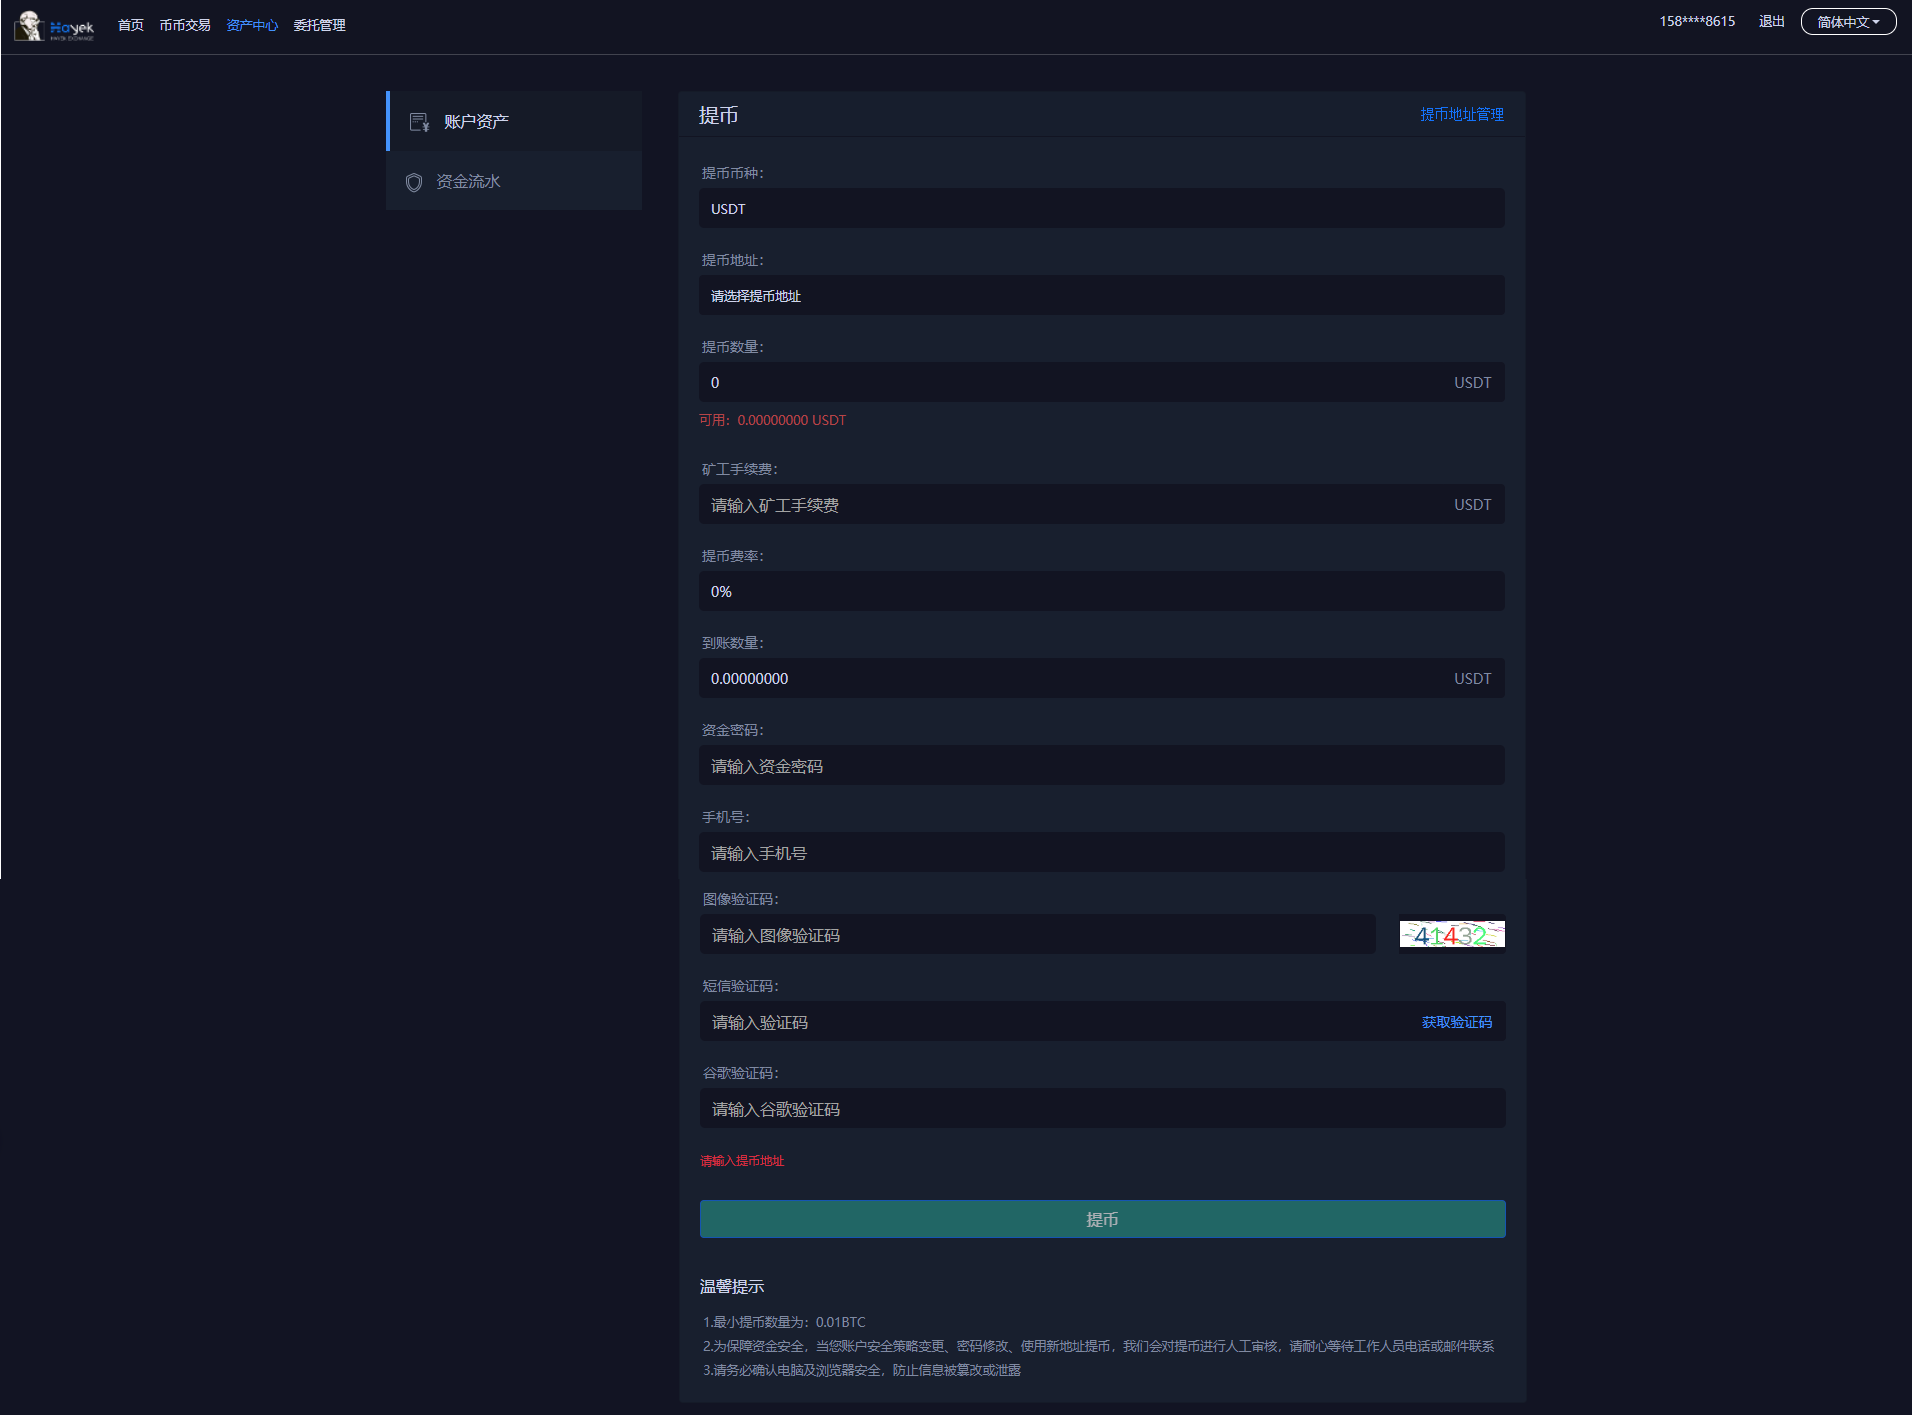 Hayek
首页 币币交易 资产中心 委托管理
158****8615 退出 简体中文
账户资产
资金流水
提币
提币地址管理
提币币种：
USDT
提币地址：
请选择提币地址
提币数量：
0 USDT
可用：0.00000000 USDT
矿工手续费：
请输入矿工手续费 USDT
提币费率：
0%
到账数量：
0.00000000 USDT
资金密码：
请输入资金密码
手机号：
请输入手机号
图像验证码：
请输入图像验证码 41432
短信验证码：
请输入验证码 获取验证码
谷歌验证码：
请输入谷歌验证码
请输入提币地址
提币
温馨提示
1.最小提币数量为：0.01BTC
2.为保障资金安全，当您账户安全策略变更、密码修改、使用新地址提币，我们会对提币进行人工审核，请耐心等待工作人员电话或邮件联系
3.请务必确认电脑及浏览器安全，防止信息被篡改或泄露